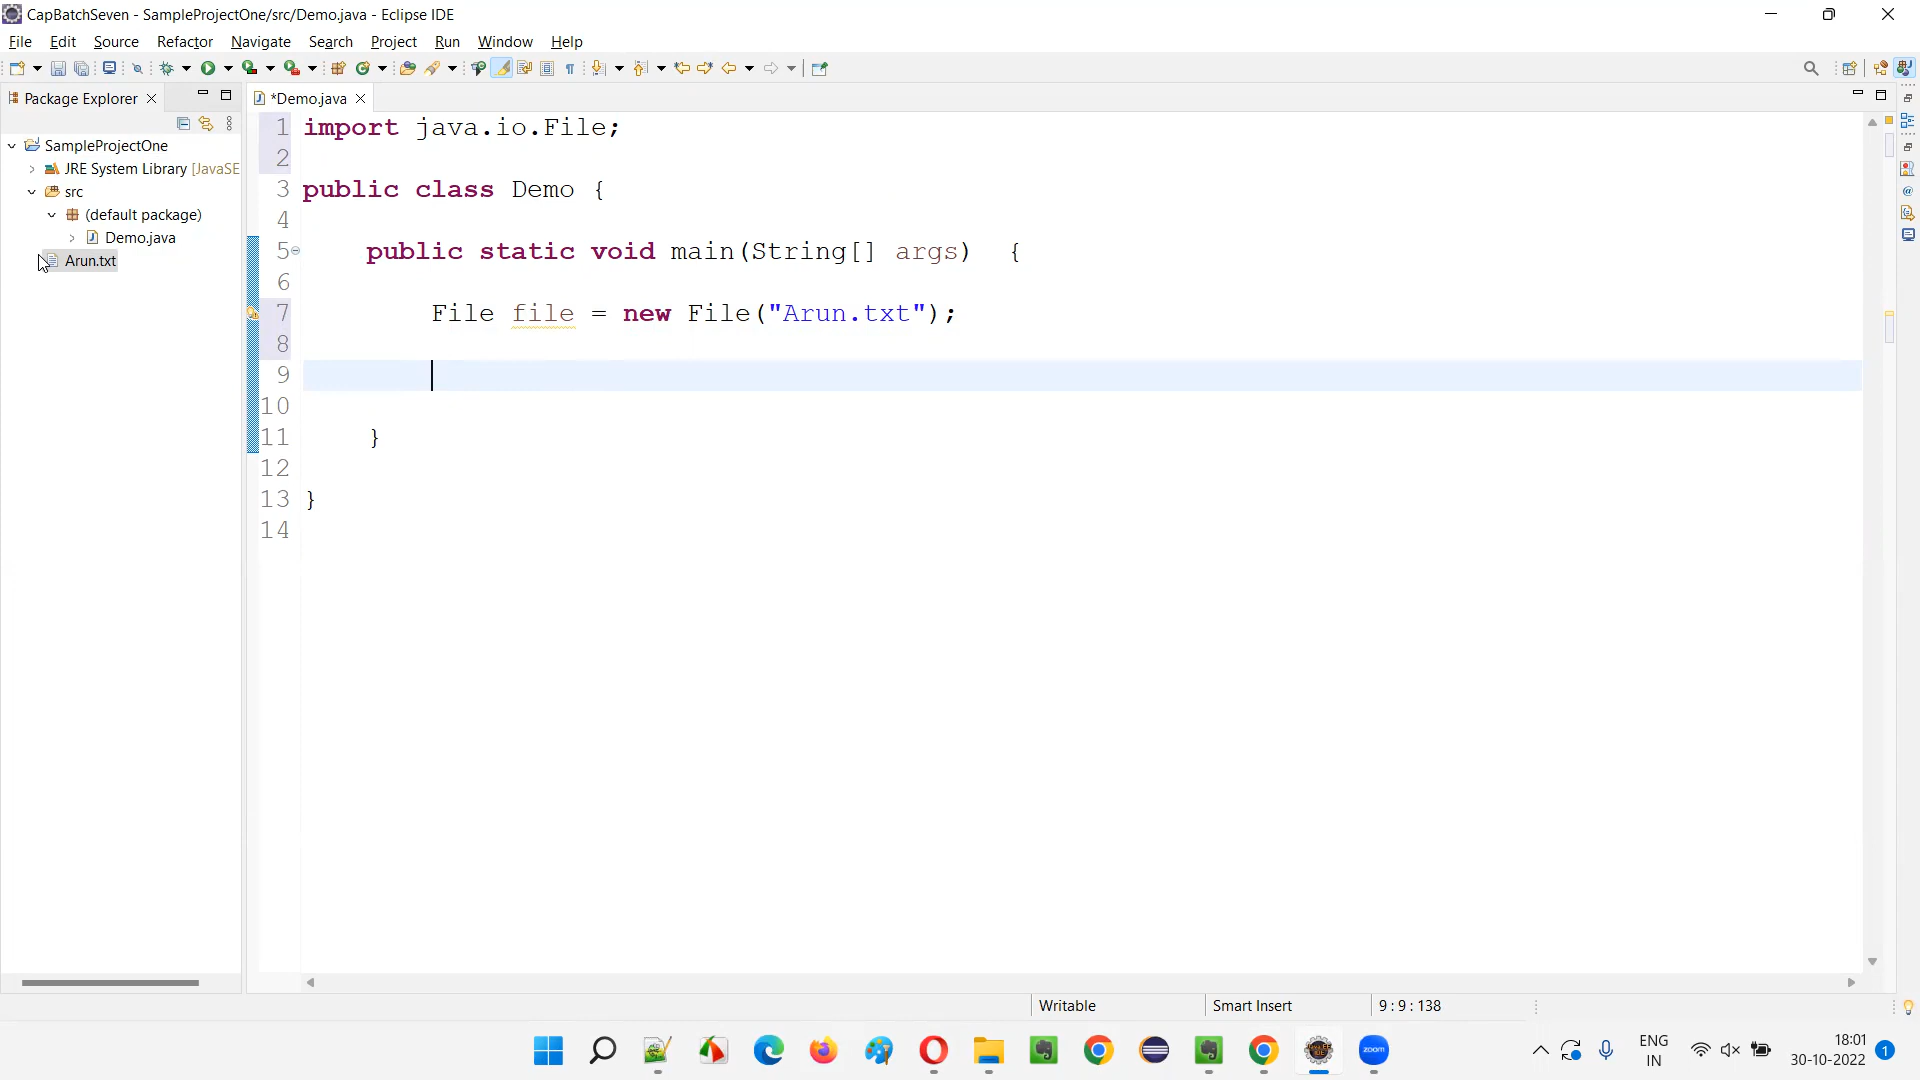 CapBatchSeven - SampleProjectOne/src/Demo.java - Eclipse IDE
File Edit Source Refactor Navigate Search Project Run Window Help
Package Explorer
*Demo.java
SampleProjectOne
JRE System Library [JavaSE
src
(default package)
Demo.java
Arun.txt
1 import java.io.File;
2
3 public class Demo {
4
5 public static void main(String[] args) {
6
7 File file = new File("Arun.txt");
8
9
10
11 }
12
13 }
14
Writable Smart Insert 9 : 9 : 138
zoom
ENG
IN
18:01
30-10-2022
1